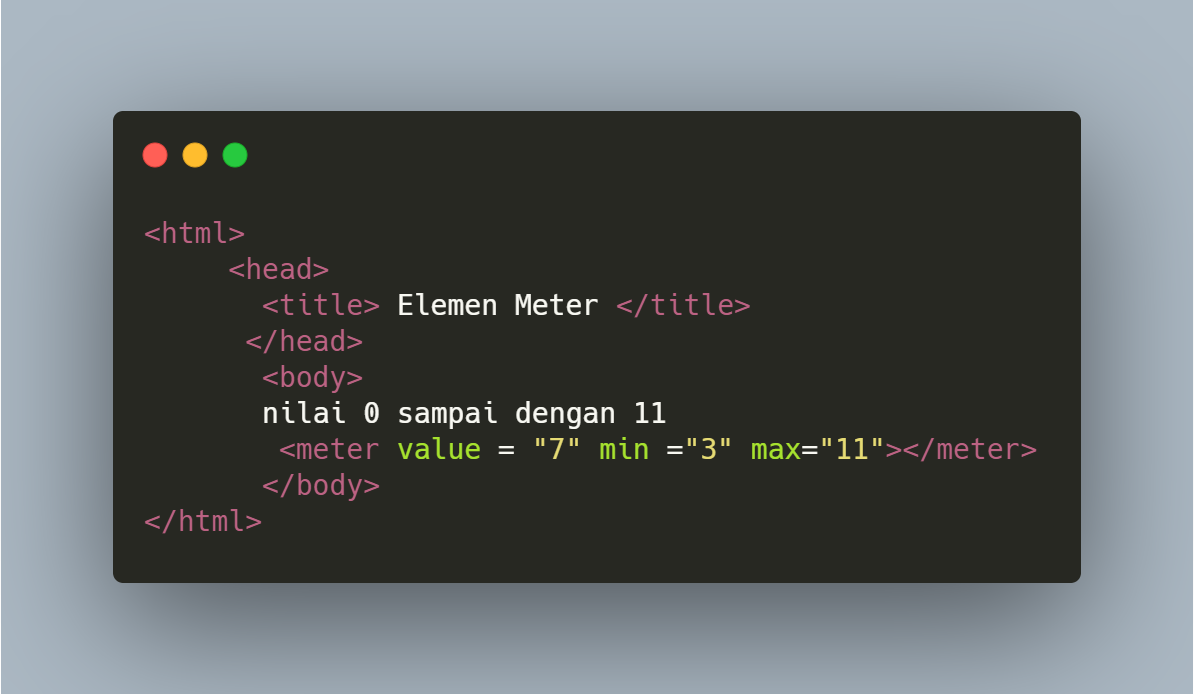 <html>
<head>
<title> Elemen Meter </title>
</head>
<body>
nilai 0 sampai dengan 11
<meter value = "7" min ="3" max="11"></meter>
</body>
</html>